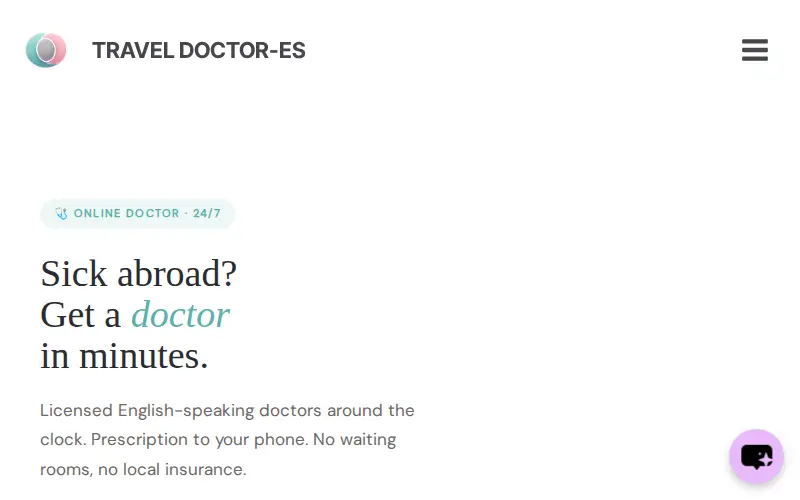 TRAVEL DOCTOR-ES
🩺 ONLINE DOCTOR · 24/7
Sick abroad?
Get a doctor
in minutes.
Licensed English-speaking doctors around the
clock. Prescription to your phone. No waiting
rooms, no local insurance.